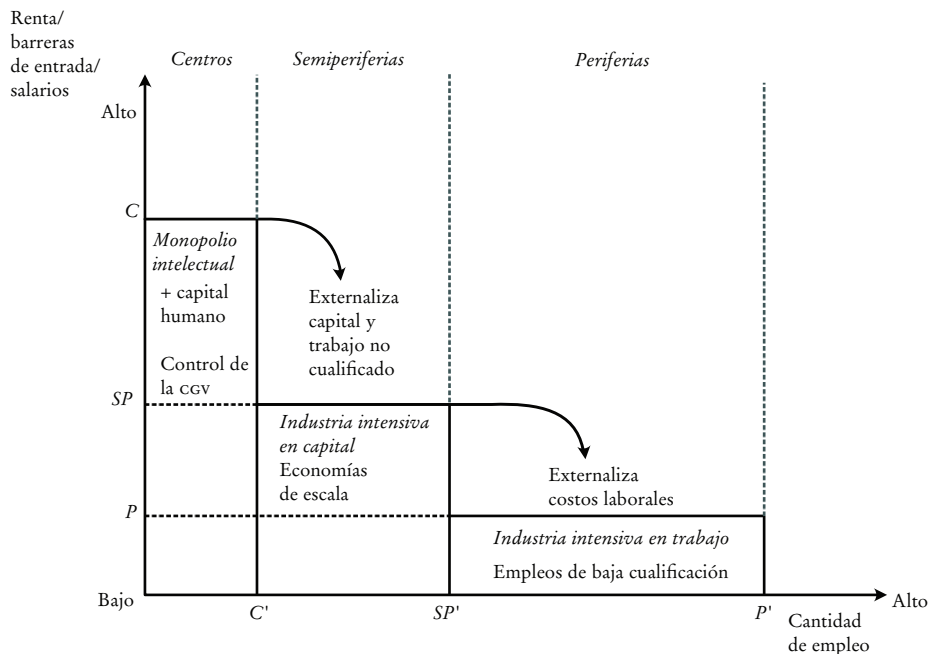 Renta/
barreras
de entrada/
salarios
Centros
Semiperiferias
Periferias
Alto
C
Monopolio
intelectual
+ capital
humano
Control de
la CGV
Externaliza
capital y
trabajo no
cualificado
SP
Industria intensiva
en capital
Economías
de escala
Externaliza
costos laborales
P
Industria intensiva en trabajo
Empleos de baja cualificación
Bajo
C'
SP'
P'
Alto
Cantidad
de empleo